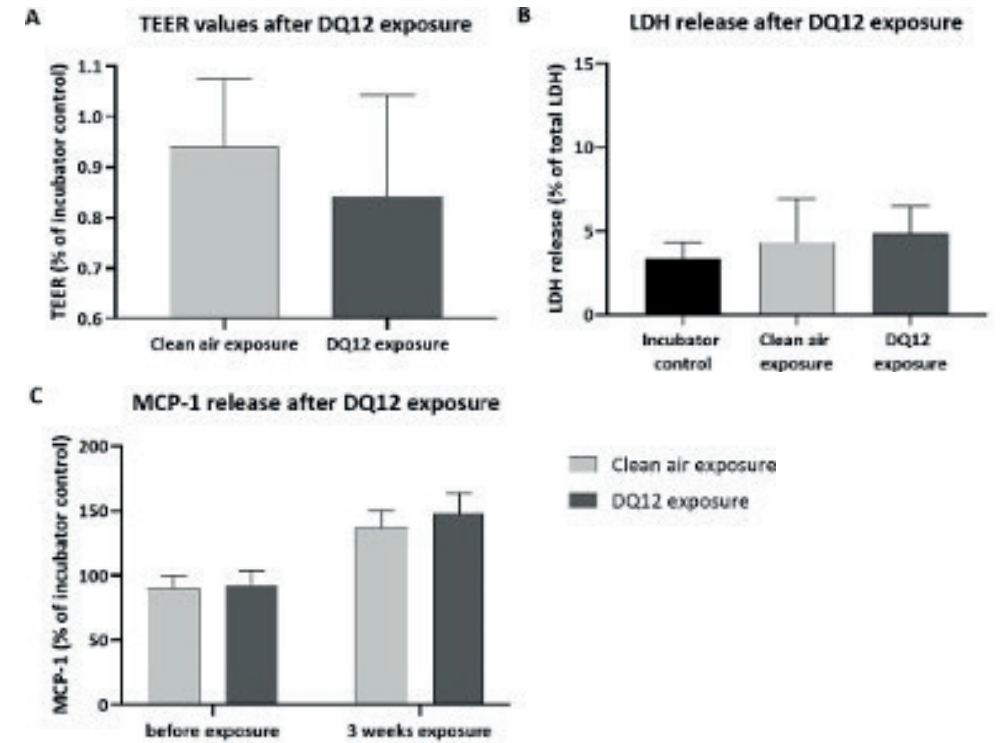 A
TEER values after DQ12 exposure
TEER (% of incubator control)
1.1
1.0
0.9
0.8
0.7
0.6
Clean air exposure
DQ12 exposure
B
LDH release after DQ12 exposure
LDH release (% of total LDH)
15
10
5
0
Incubator
control
Clean air
exposure
DQ12
exposure
C
MCP-1 release after DQ12 exposure
MCP-1 (% of incubator control)
200
150
100
50
0
before exposure
3 weeks exposure
Clean air exposure
DQ12 exposure